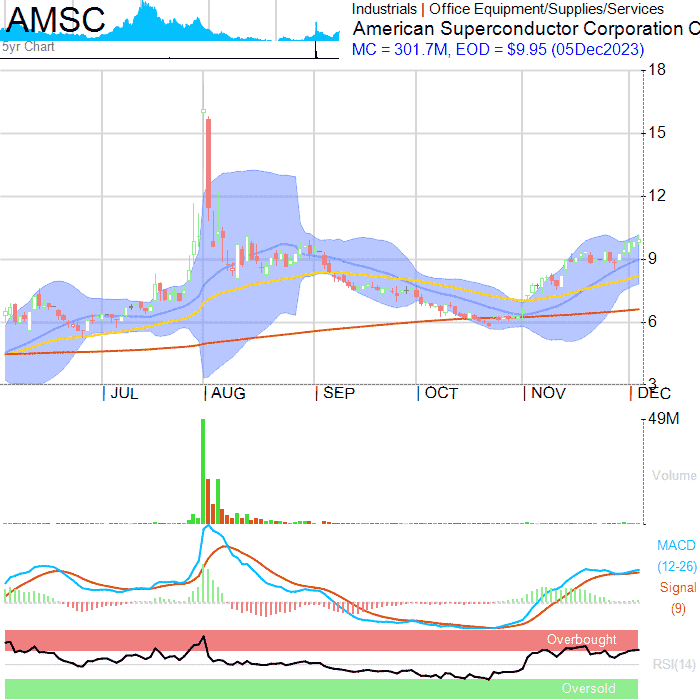 AMSC
5yr Chart
Industrials | Office Equipment/Supplies/Services
American Superconductor Corporation C
MC = 301.7M, EOD = $9.95 (05Dec2023)
18
15
12
9
6
3
JUL AUG SEP OCT NOV DEC
49M
Volume
MACD
(12-26)
Signal
(9)
Overbought
RSI(14)
Oversold